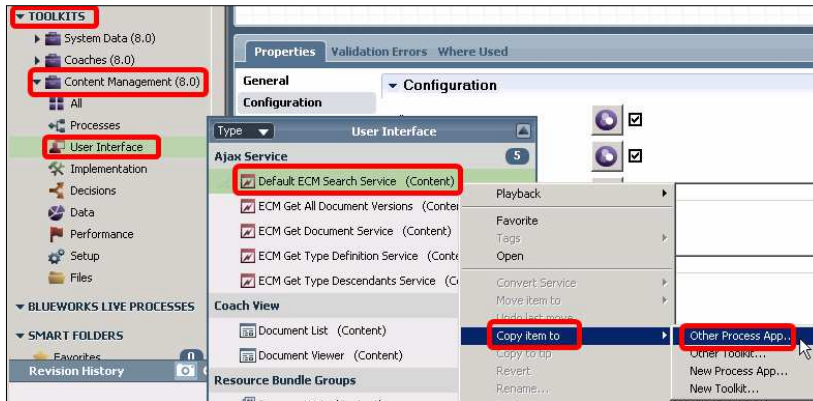 TOOLKITS
System Data (8.0)
Coaches (8.0)
Content Management (8.0)
All
Processes
User Interface
Implementation
Decisions
Data
Performance
Setup
Files
BLUEWORKS LIVE PROCESSES
SMART FOLDERS
Favorites 0
Revision History
Properties Validation Errors Where Used
General
Configuration
Configuration
Type User Interface
Ajax Service 5
Default ECM Search Service (Content)
ECM Get All Document Versions
ECM Get Document Service (Content)
ECM Get Type Definition Service
ECM Get Type Descendants Service
Coach View
Document List (Content)
Document Viewer (Content)
Resource Bundle Groups
Playback
Favorite
Tags
Open
Convert Service
Move item to
Undo last move
Copy item to
Copy to tip
Revert
Rename...
Other Process App...
Other Toolkit...
New Process App...
New Toolkit...